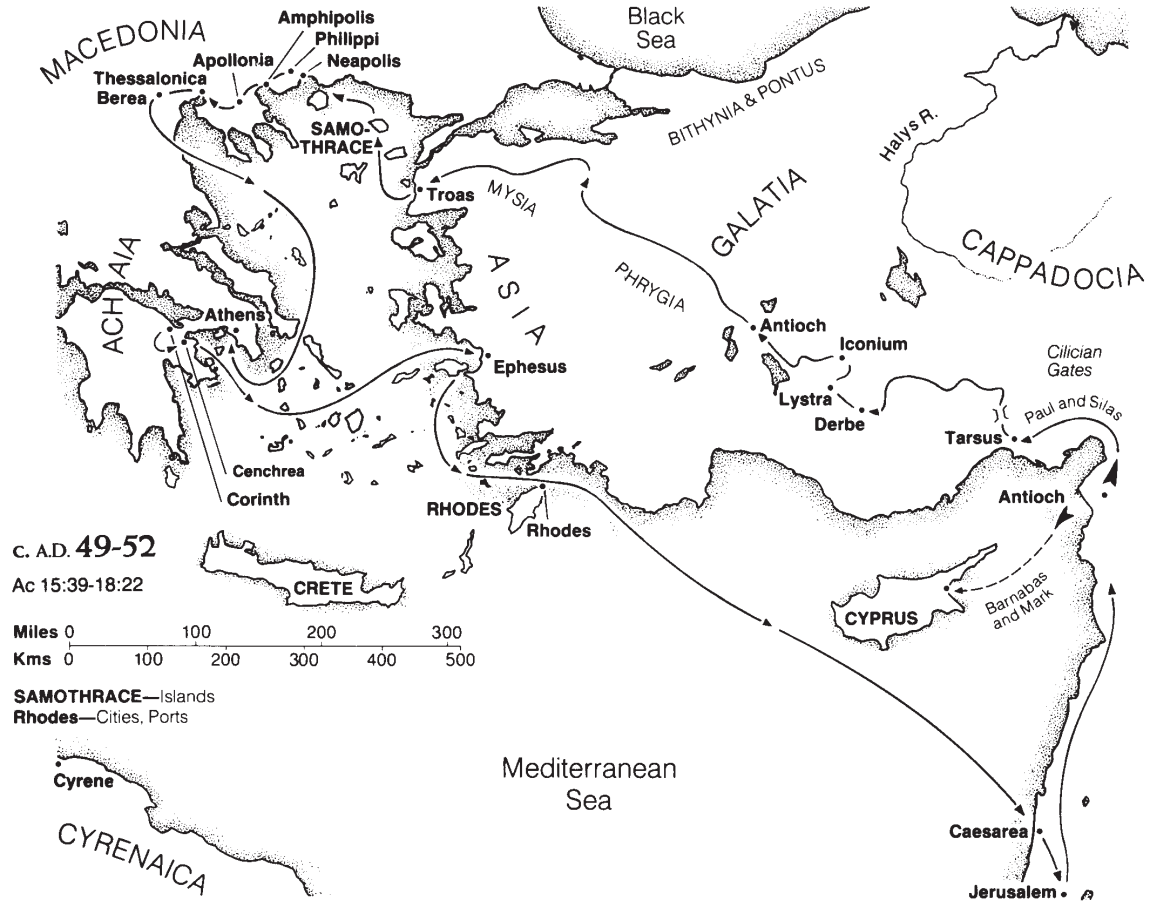 MACEDONIA
Amphipolis
Philippi
Apollonia
Neapolis
Thessalonica
Berea
SAMO-
THRACE
Black
Sea
BITHYNIA & PONTUS
Halys R.
Troas
MYSIA
GALATIA
CAPPADOCIA
PHRYGIA
ASIA
ACHAIA
Athens
Ephesus
Antioch
Iconium
Lystra
Derbe
Cilician
Gates
Paul and Silas
Tarsus
Antioch
Cenchrea
Corinth
RHODES
Rhodes
C. A.D. 49-52
Ac 15:39-18:22
CRETE
CYPRUS
Barnabas
and Mark
Miles 0 100 200 300
Kms 0 100 200 300 400 500
SAMOTHRACE—Islands
Rhodes—Cities, Ports
Cyrene
CYRENAICA
Mediterranean
Sea
Caesarea
Jerusalem